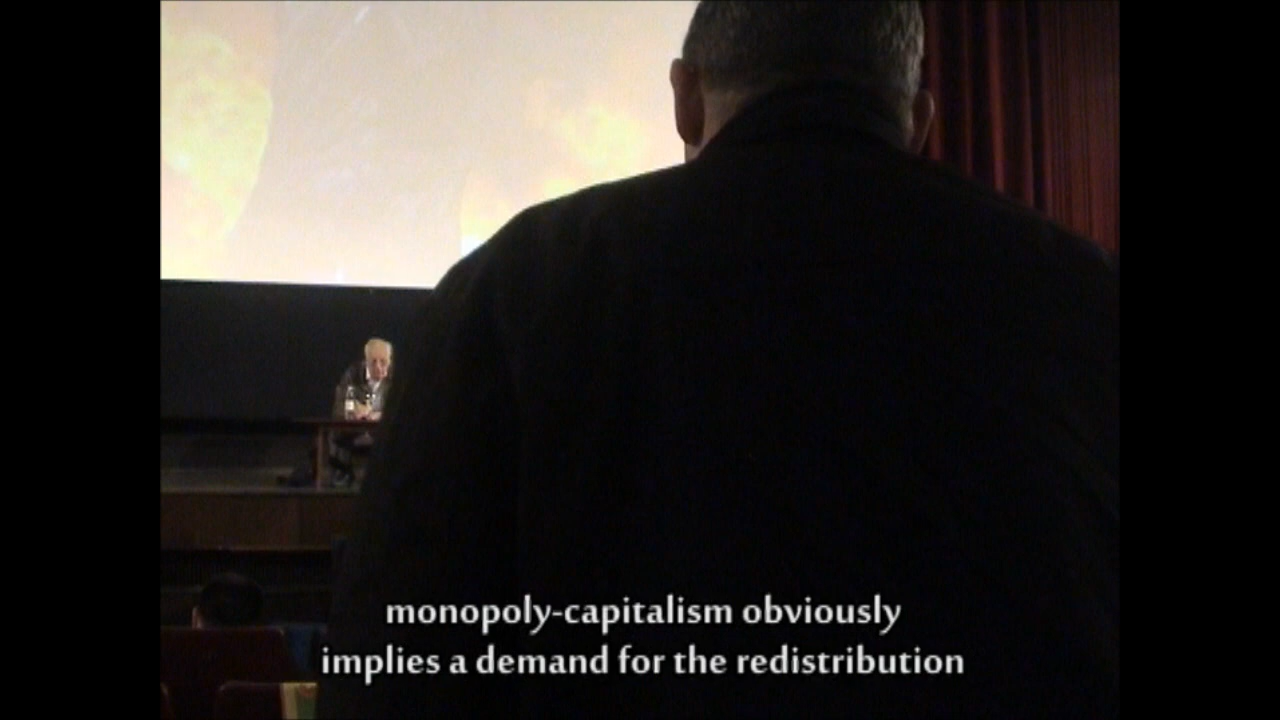 monopoly-capitalism obviously
implies a demand for the redistribution